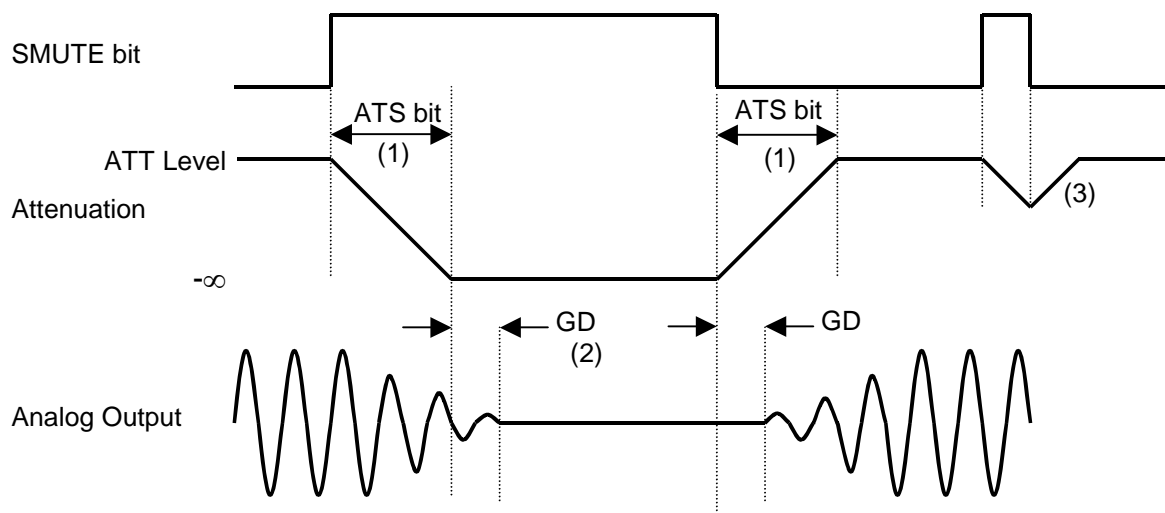 SMUTE bit
ATS bit
(1)
ATS bit
(1)
ATT Level
(3)
Attenuation
-∞
GD
(2)
GD
Analog Output